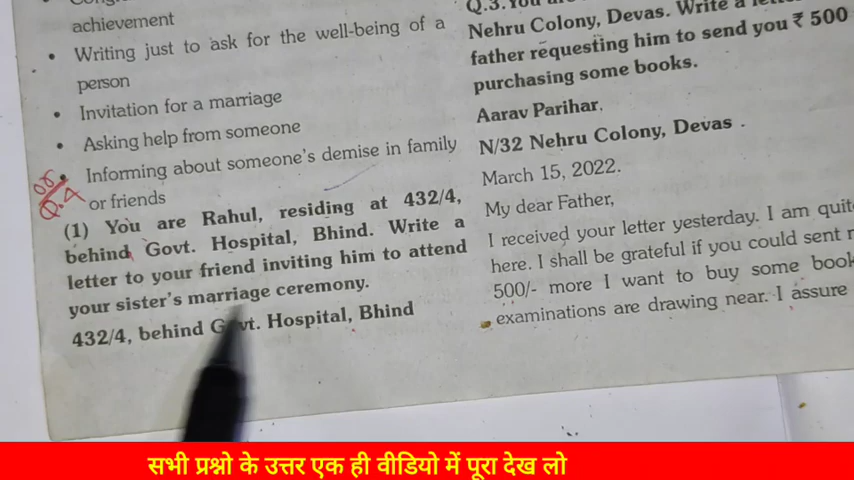 achievement
• Writing just to ask for the well-being of a
person
• Invitation for a marriage
• Asking help from someone
• Informing about someone's demise in family
or friends
OR
Q.4
(1) You are Rahul, residing at 432/4,
behind Govt. Hospital, Bhind. Write a
letter to your friend inviting him to attend
your sister's marriage ceremony.
432/4, behind Govt. Hospital, Bhind
Q.3. You
Nehru Colony, Devas. Write a
father requesting him to send you ₹ 500
purchasing some books.
Aarav Parihar.
N/32 Nehru Colony, Devas .
March 15, 2022.
My dear Father,
I received your letter yesterday. I am
here. I shall be grateful if you could sent
500/- more I want to buy some
examinations are drawing near. I assure
सभी प्रश्नो के उत्तर एक ही वीडियो में पूरा देख लो